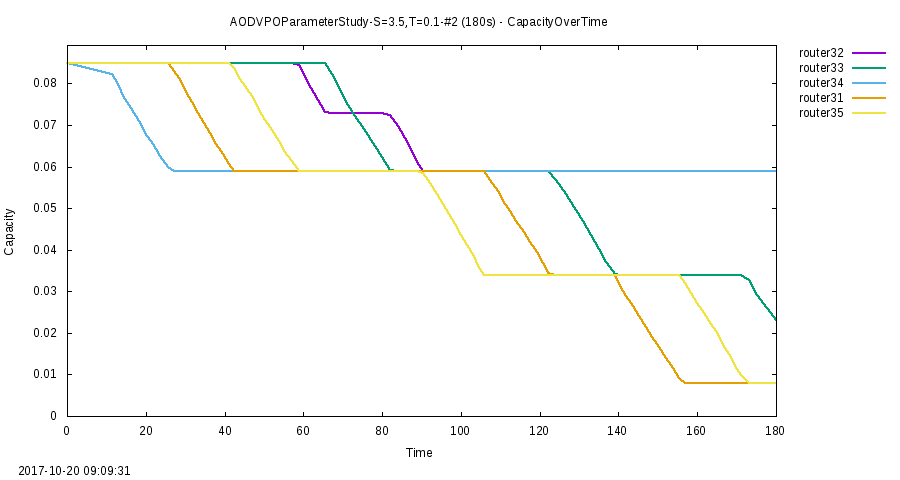 AODVPOParameterStudy-S=3.5,T=0.1-#2 (180s) - CapacityOverTime
router32
router33
router34
router31
router35
0.08
0.07
0.06
0.05
0.04
0.03
0.02
0.01
0
Capacity
0 20 40 60 80 100 120 140 160 180
Time
2017-10-20 09:09:31